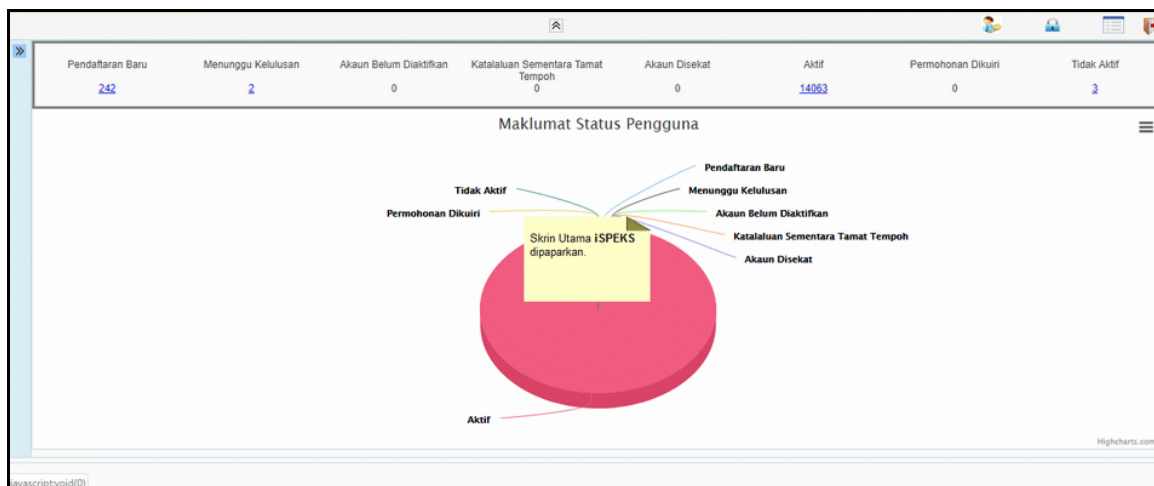 Pendaftaran Baru
242
Menunggu Kelulusan
2
Akaun Belum Diaktifkan
0
Katalaluan Sementara Tamat
Tempoh
0
Akaun Disekat
0
Aktif
14063
Permohonan Dikuiri
0
Tidak Aktif
3
Maklumat Status Pengguna
Pendaftaran Baru
Tidak Aktif
Menunggu Kelulusan
Permohonan Dikuiri
Akaun Belum Diaktifkan
Katalaluan Sementara Tamat Tempoh
Akaun Disekat
Skrin Utama iSPEKS
dipaparkan.
Aktif
Highcharts.com
javascript:void(0)